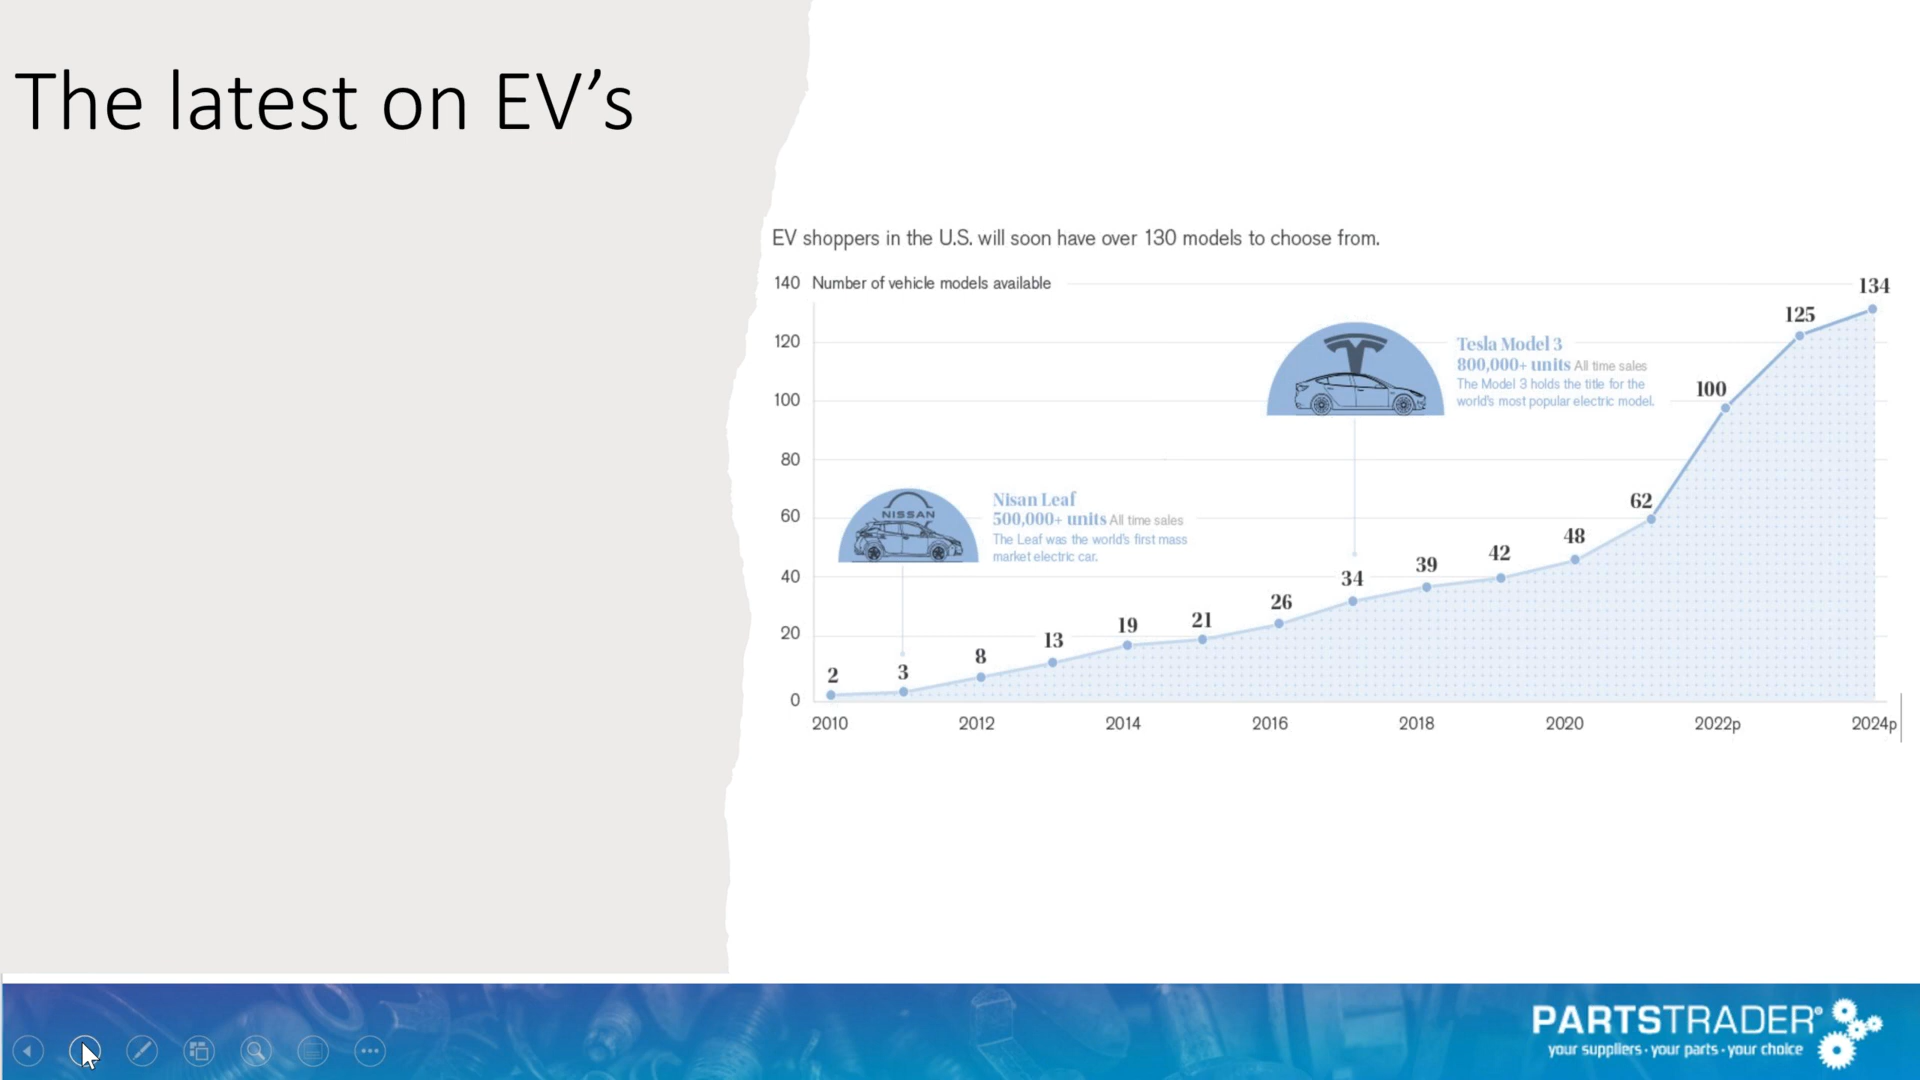 The latest on EV’s
EV shoppers in the U.S. will soon have over 130 models to choose from.
140 Number of vehicle models available
134
125
120
Tesla Model 3
800,000+ units All time sales
The Model 3 holds the title for the
world's most popular electric model.
100
100
80
NISSAN
Nisan Leaf
500,000+ units All time sales
The Leaf was the world's first mass
market electric car.
60
62
48
42
39
40
34
26
21
20
19
13
8
3
2
0
2010 2012 2014 2016 2018 2020 2022p 2024p
PARTSTRADER®
your suppliers · your parts · your choice